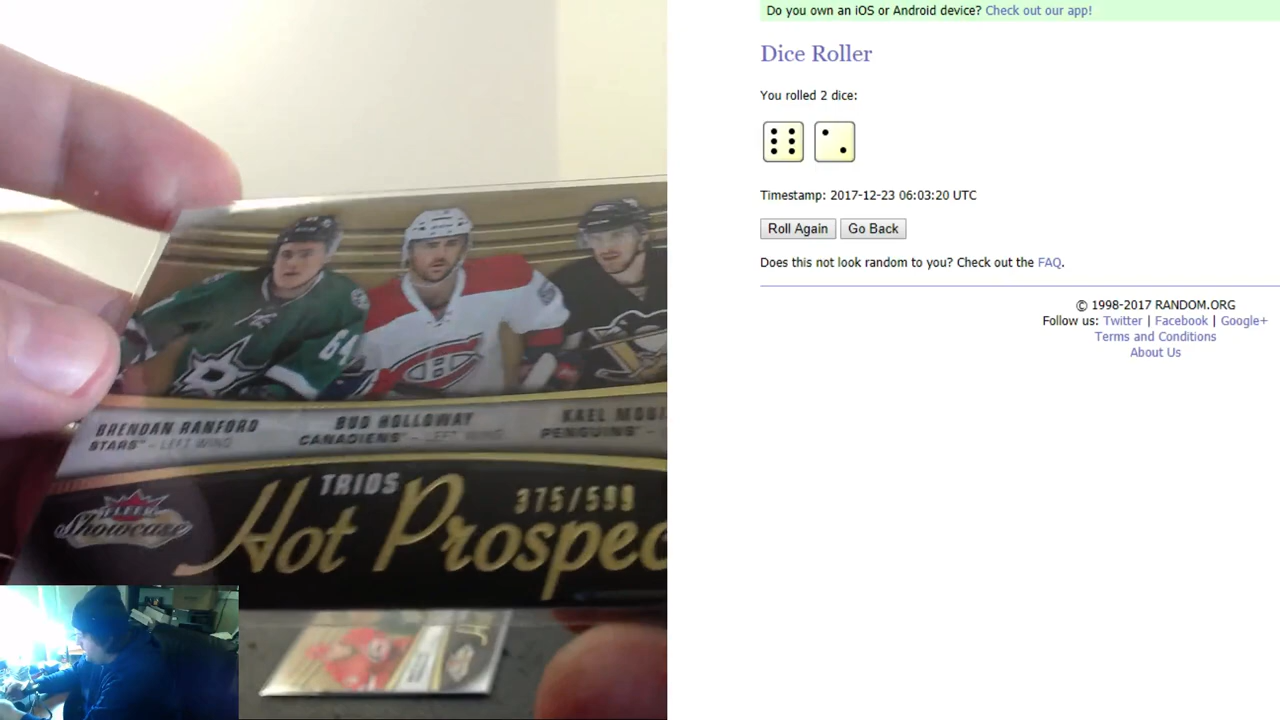 BRENDAN RANFORD
STARS - LEFT WING
BUD HOLLOWAY
CANADIENS - LEFT WING
KAEL
PENGUINS -
64
TRIOS
375/599
FLEER
Showcase
Hot Prospec
Do you own an iOS or Android device? Check out our app!
Dice Roller
You rolled 2 dice:
Timestamp: 2017-12-23 06:03:20 UTC
Roll Again Go Back
Does this not look random to you? Check out the FAQ.
© 1998-2017 RANDOM.ORG
Follow us: Twitter | Facebook | Google+
Terms and Conditions
About Us